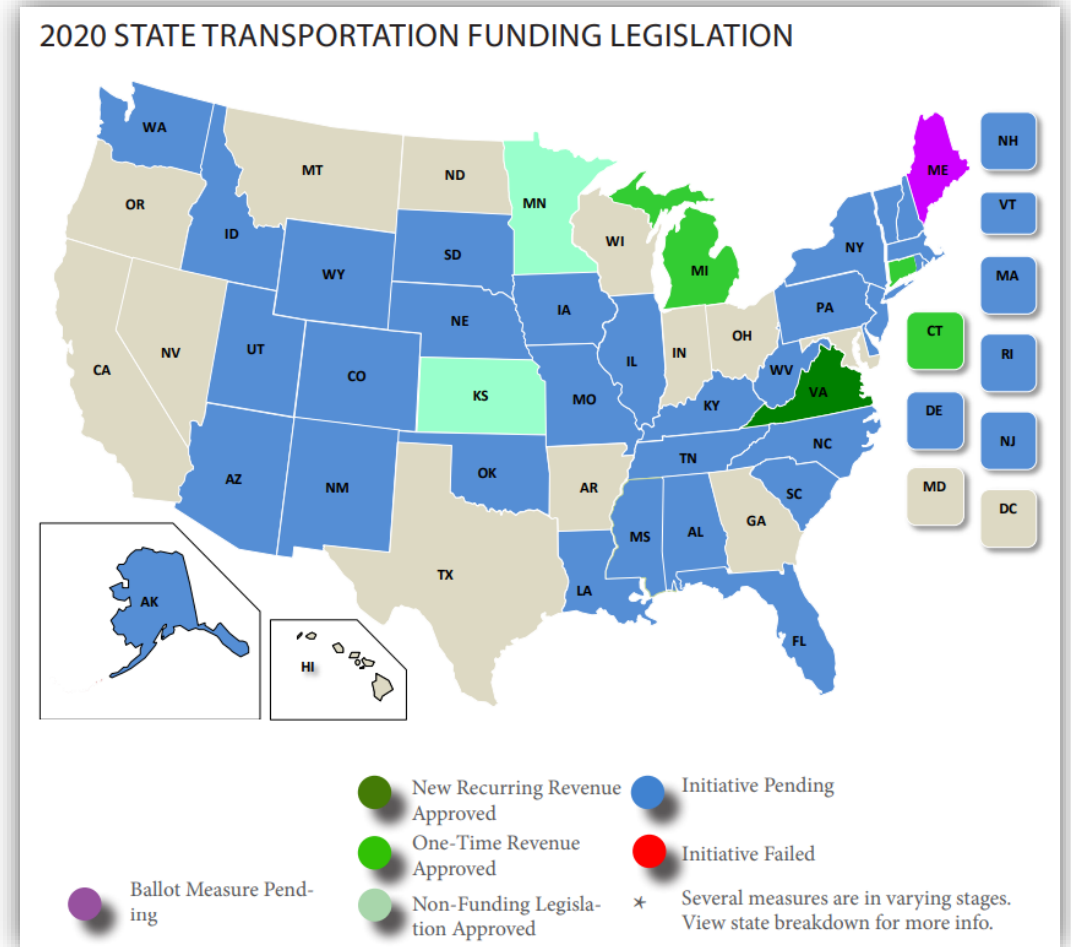 2020 STATE TRANSPORTATION FUNDING LEGISLATION
WA
MT
ND
MN
ME
NH
OR
ID
SD
WI
MI
NY
VT
WY
MA
NE
IA
PA
CT
RI
NV
UT
CO
IL
IN
OH
WV
VA
CA
KS
MO
KY
DE
NJ
AZ
NM
OK
AR
TN
NC
SC
MD
DC
TX
LA
MS
AL
GA
AK
HI
FL
New Recurring Revenue
Approved
One-Time Revenue
Approved
Ballot Measure Pend-
ing
Non-Funding Legisla-
tion Approved
Initiative Pending
Initiative Failed
* Several measures are in varying stages.
View state breakdown for more info.